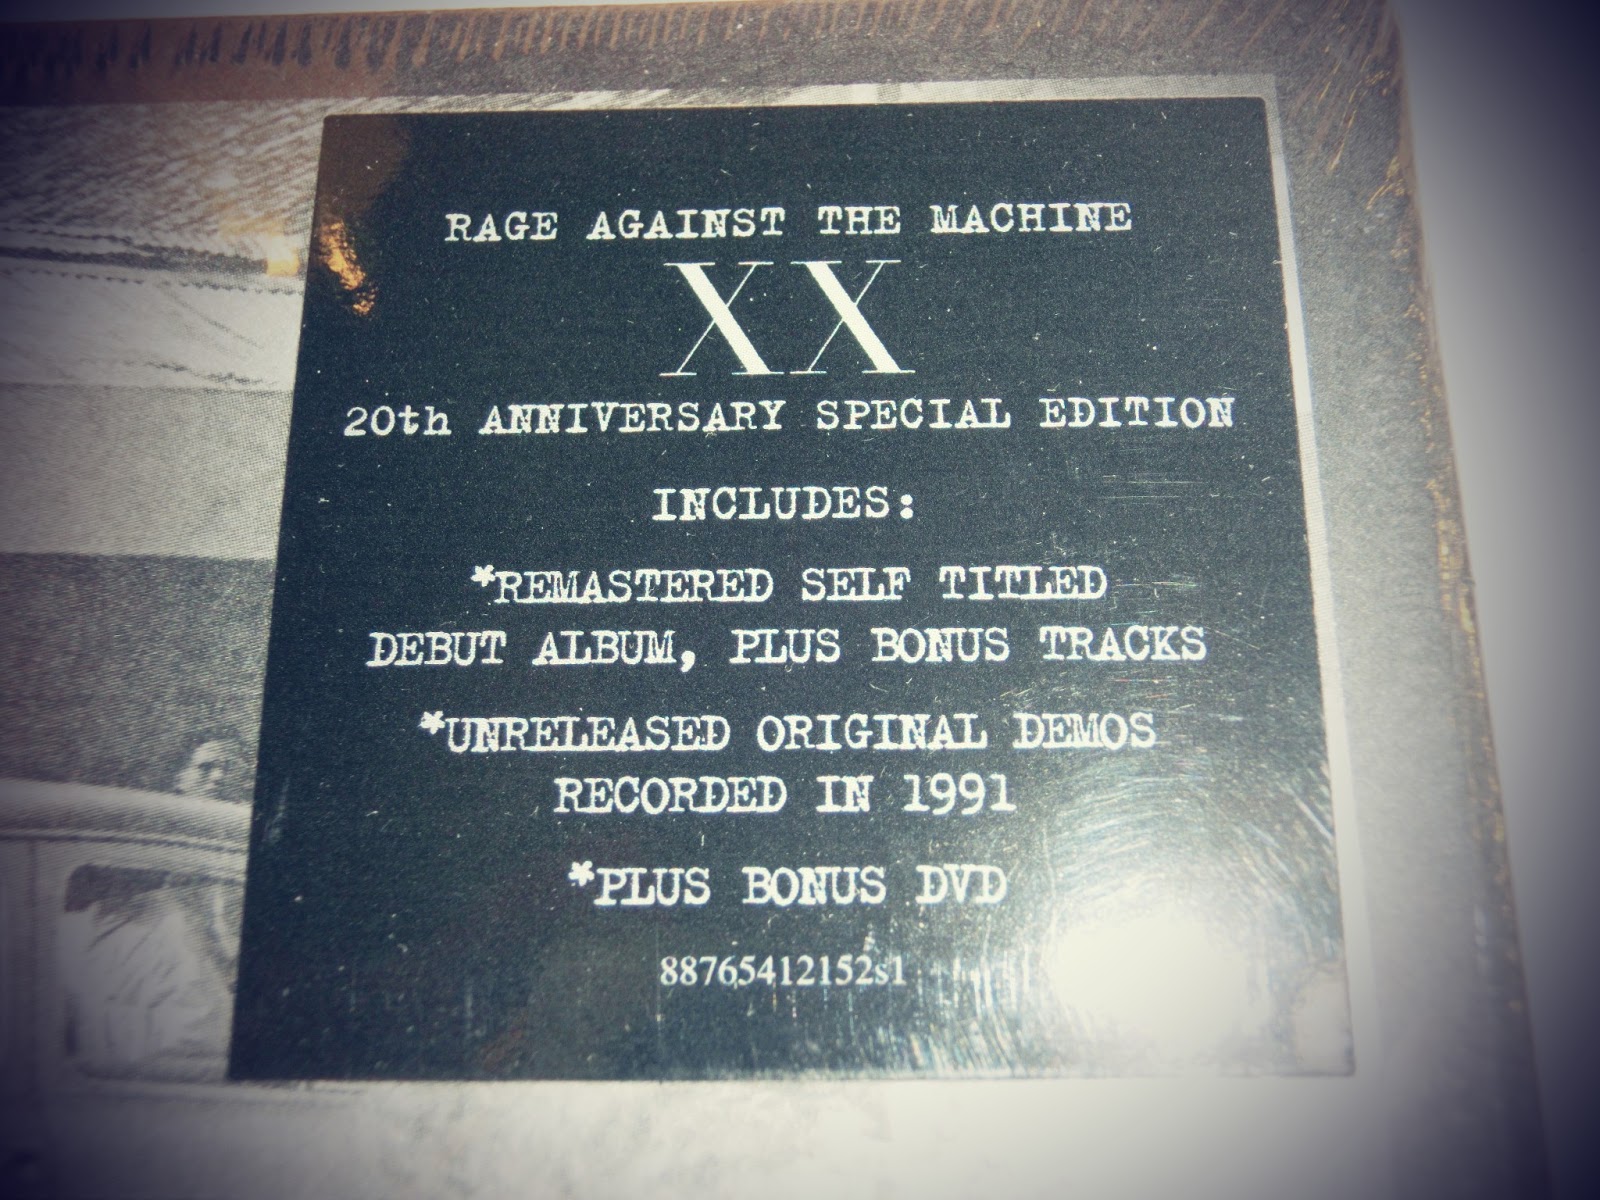 RAGE AGAINST THE MACHINE
XX
20th ANNIVERSARY SPECIAL EDITION
INCLUDES:
*REMASTERED SELF TITLED
DEBUT ALBUM, PLUS BONUS TRACKS
*UNRELEASED ORIGINAL DEMOS
RECORDED IN 1991
*PLUS BONUS DVD
88765412152s1